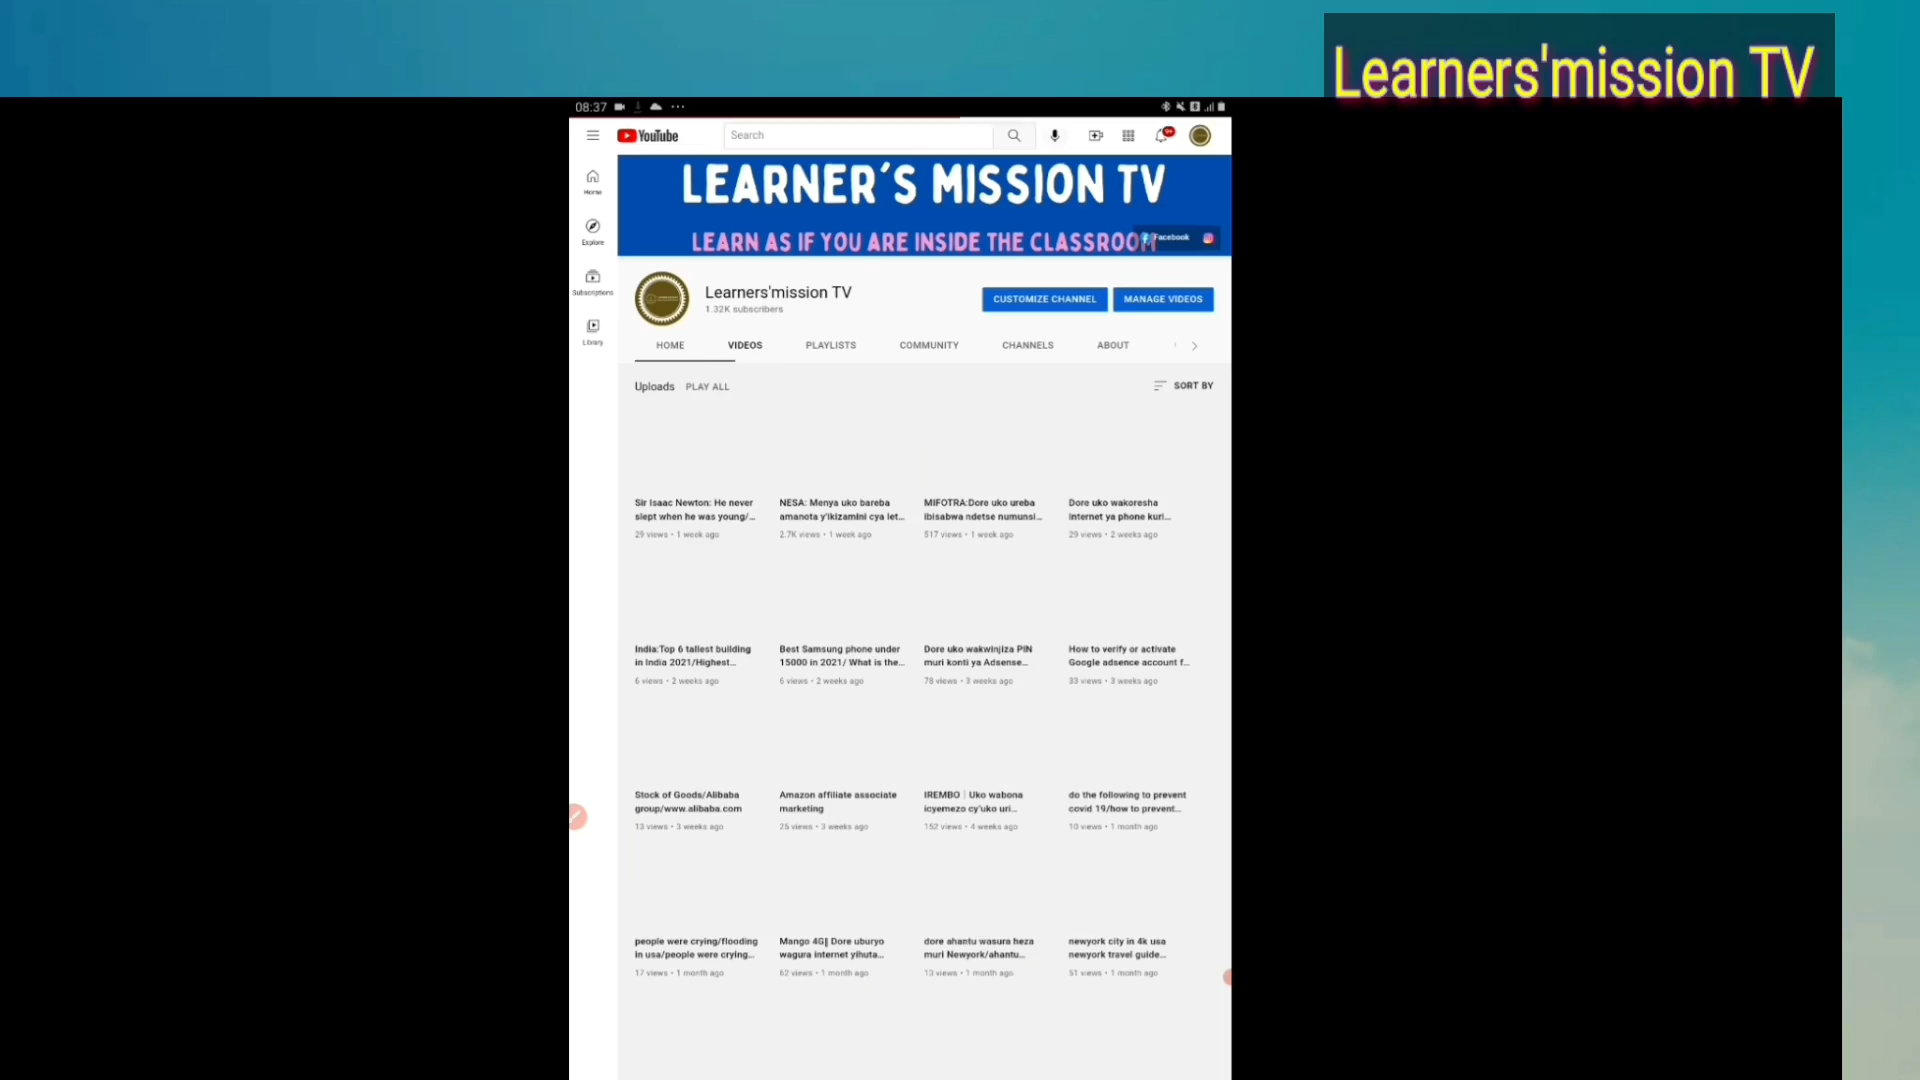 Learners'mission TV
08:37
YouTube
Search
9+
Home
Explore
Subscriptions
Library
LEARNER´S MISSION TV
LEARN AS IF YOU ARE INSIDE THE CLASSROOM
Facebook
Learners'mission TV
1.32K subscribers
CUSTOMIZE CHANNEL
MANAGE VIDEOS
HOME VIDEOS PLAYLISTS COMMUNITY CHANNELS ABOUT
Uploads PLAY ALL
SORT BY
Sir Isaac Newton: He never
slept when he was young/...
29 views • 1 week ago
NESA: Menya uko bareba
amanota y'ikizamini cya let...
2.7K views • 1 week ago
MIFOTRA:Dore uko ureba
ibisabwa ndetse numunsi...
517 views • 1 week ago
Dore uko wakoresha
internet ya phone kuri...
29 views • 2 weeks ago
India:Top 6 tallest building
in India 2021/Highest...
6 views • 2 weeks ago
Best Samsung phone under
15000 in 2021/ What is the...
6 views • 2 weeks ago
Dore uko wakwinjiza PIN
muri konti ya Adsense...
78 views • 3 weeks ago
How to verify or activate
Google adsence account f...
33 views • 3 weeks ago
Stock of Goods/Alibaba
group/www.alibaba.com
13 views • 3 weeks ago
Amazon affiliate associate
marketing
25 views • 3 weeks ago
IREMBO│Uko wabona
icyemezo cy'uko uri...
152 views • 4 weeks ago
do the following to prevent
covid 19/how to prevent...
10 views • 1 month ago
people were crying/flooding
in usa/people were crying...
17 views • 1 month ago
Mango 4G‖ Dore uburyo
wagura internet yihuta...
62 views • 1 month ago
dore ahantu wasura heza
muri Newyork/ahantu...
13 views • 1 month ago
newyork city in 4k usa
newyork travel guide...
51 views • 1 month ago